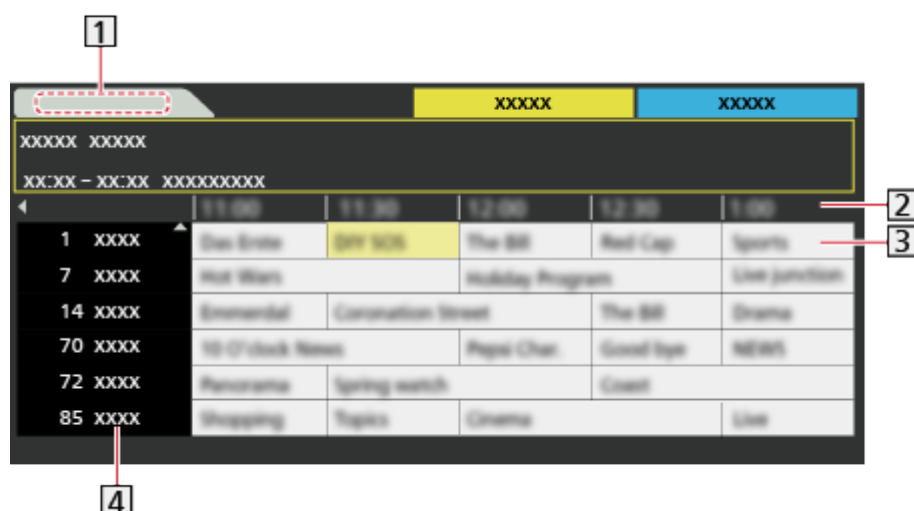 1
xxxxx xxxxx
xxxxx xxxxx
xx:xx – xx:xx xxxxxxxxx
11:00 11:30 12:00 12:30 1:00 2
1 xxxx Das Erste DIY SOS The Bill Red Cap Sports 3
7 xxxx Hot Wars Holiday Program Live junction
14 xxxx Emmerdal Coronation Street The Bill Drama
70 xxxx 10 O'clock News Pepsi Char. Good bye NEWS
72 xxxx Panorama Spring watch Coast
85 xxxx Shopping Topics Cinema Live
4